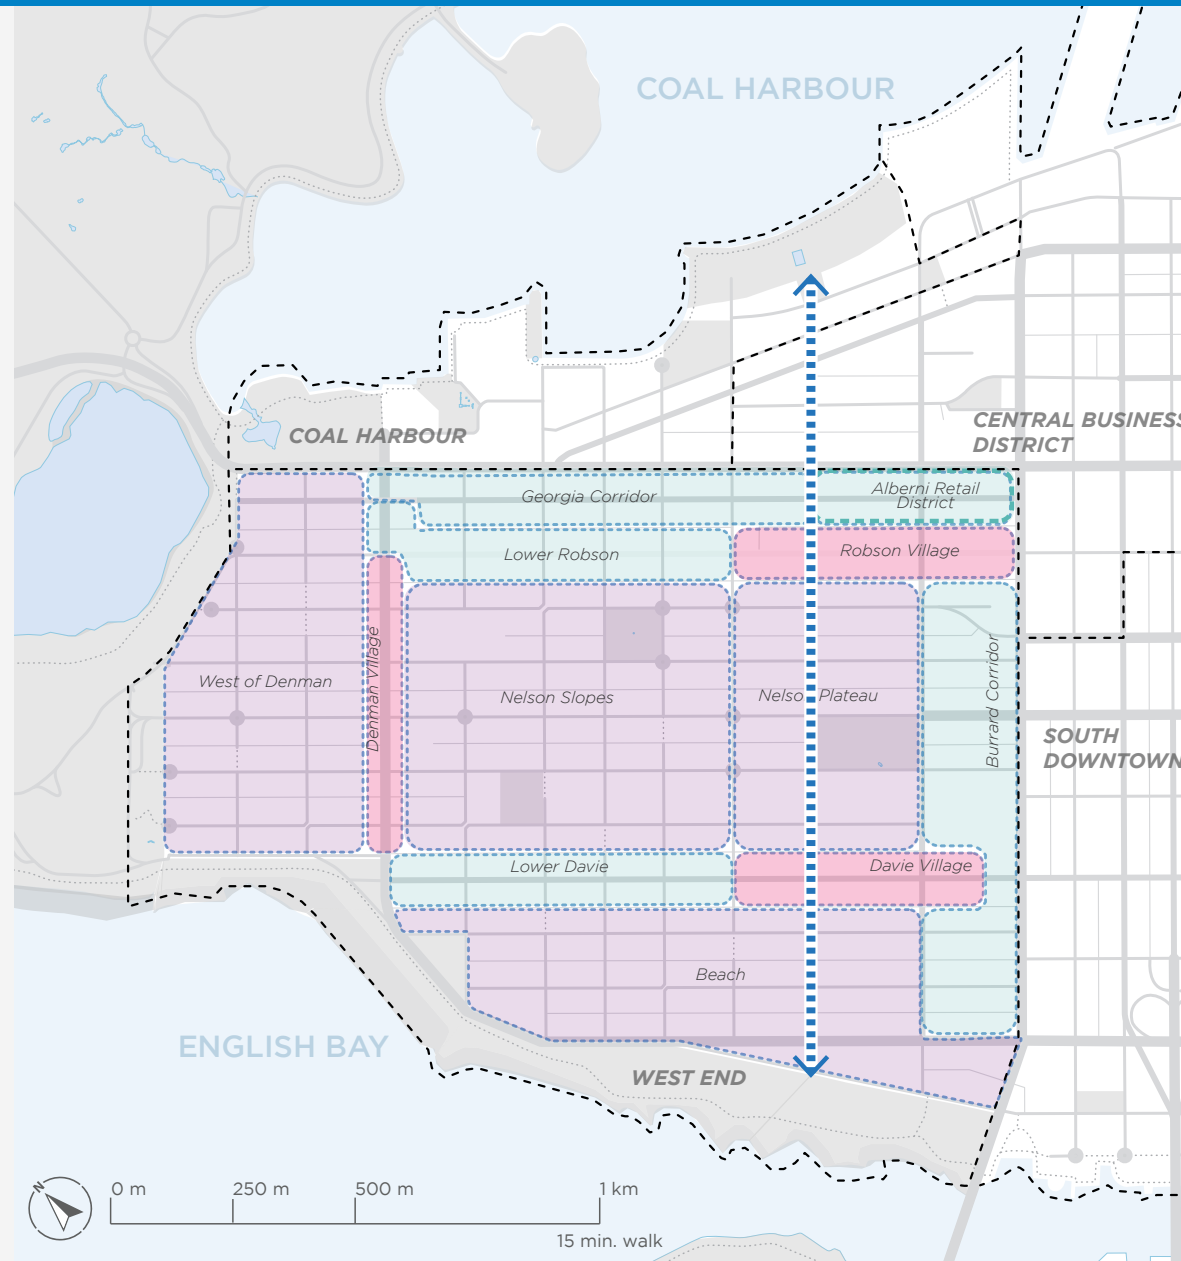 COAL HARBOUR
COAL HARBOUR
CENTRAL BUSINESS
DISTRICT
Georgia Corridor
Alberni Retail
District
Lower Robson
Robson Village
West of Denman
Denman Village
Nelson Slopes
Nelson Plateau
Burrard Corridor
SOUTH
DOWNTOWN
Lower Davie
Davie Village
Beach
ENGLISH BAY
WEST END
N
0 m
250 m
500 m
1 km
15 min. walk